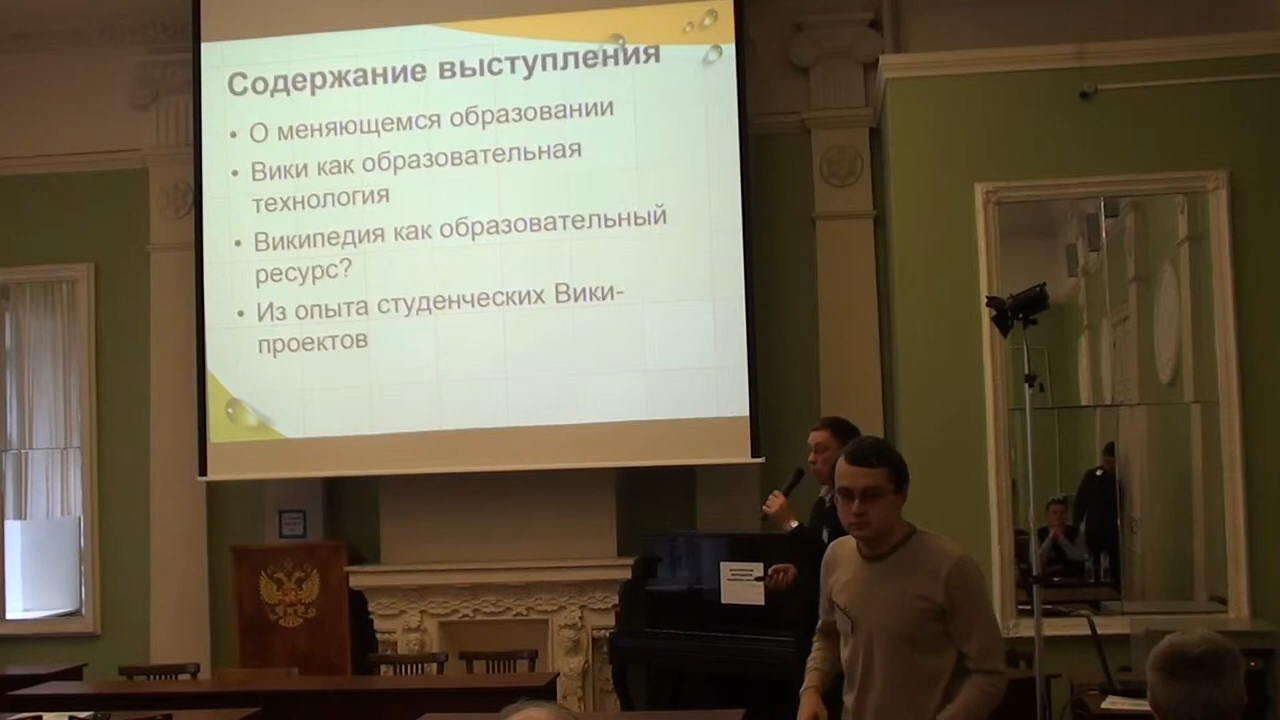 Содержание выступления
• О меняющемся образовании
• Вики как образовательная
технология
• Википедия как образовательный
ресурс?
• Из опыта студенческих Вики-
проектов